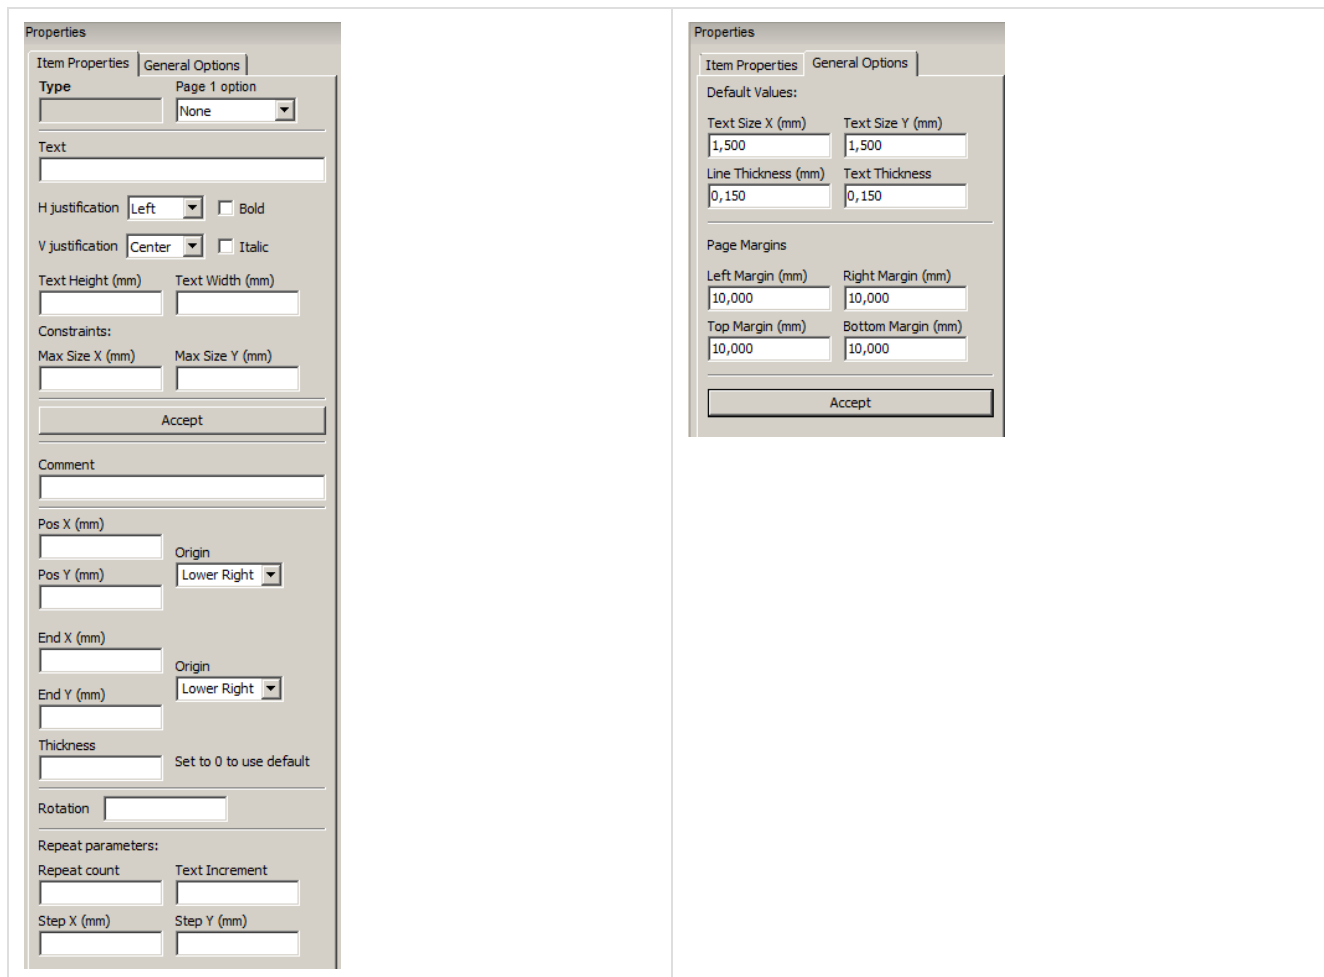 Properties
Item Properties General Options
Type Page 1 option
None
Text
H justification Left Bold
V justification Center Italic
Text Height (mm) Text Width (mm)
Constraints:
Max Size X (mm) Max Size Y (mm)
Accept
Comment
Pos X (mm)
Origin
Pos Y (mm) Lower Right
End X (mm)
Origin
End Y (mm) Lower Right
Thickness
Set to 0 to use default
Rotation
Repeat parameters:
Repeat count Text Increment
Step X (mm) Step Y (mm)
Properties
Item Properties General Options
Default Values:
Text Size X (mm) Text Size Y (mm)
1,500 1,500
Line Thickness (mm) Text Thickness
0,150 0,150
Page Margins
Left Margin (mm) Right Margin (mm)
10,000 10,000
Top Margin (mm) Bottom Margin (mm)
10,000 10,000
Accept